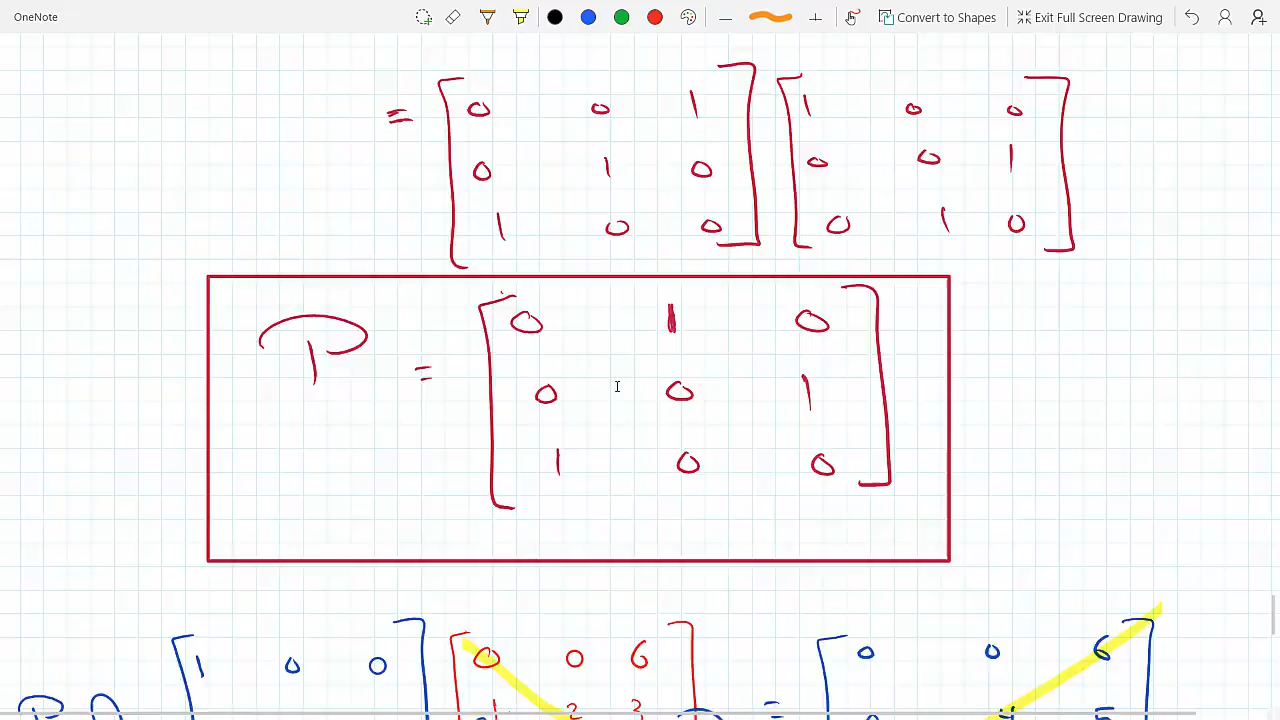 OneNote Convert to Shapes Exit Full Screen Drawing
= [ 0 0 1 ] [ 1 0 0 ]
[ 0 1 0 ] [ 0 0 1 ]
[ 1 0 0 ] [ 0 1 0 ]
P = [ 0 1 0 ]
[ 0 0 1 ]
[ 1 0 0 ]
[ 1 0 0 ] [ 0 0 6 ] = [ 0 0 6 ]